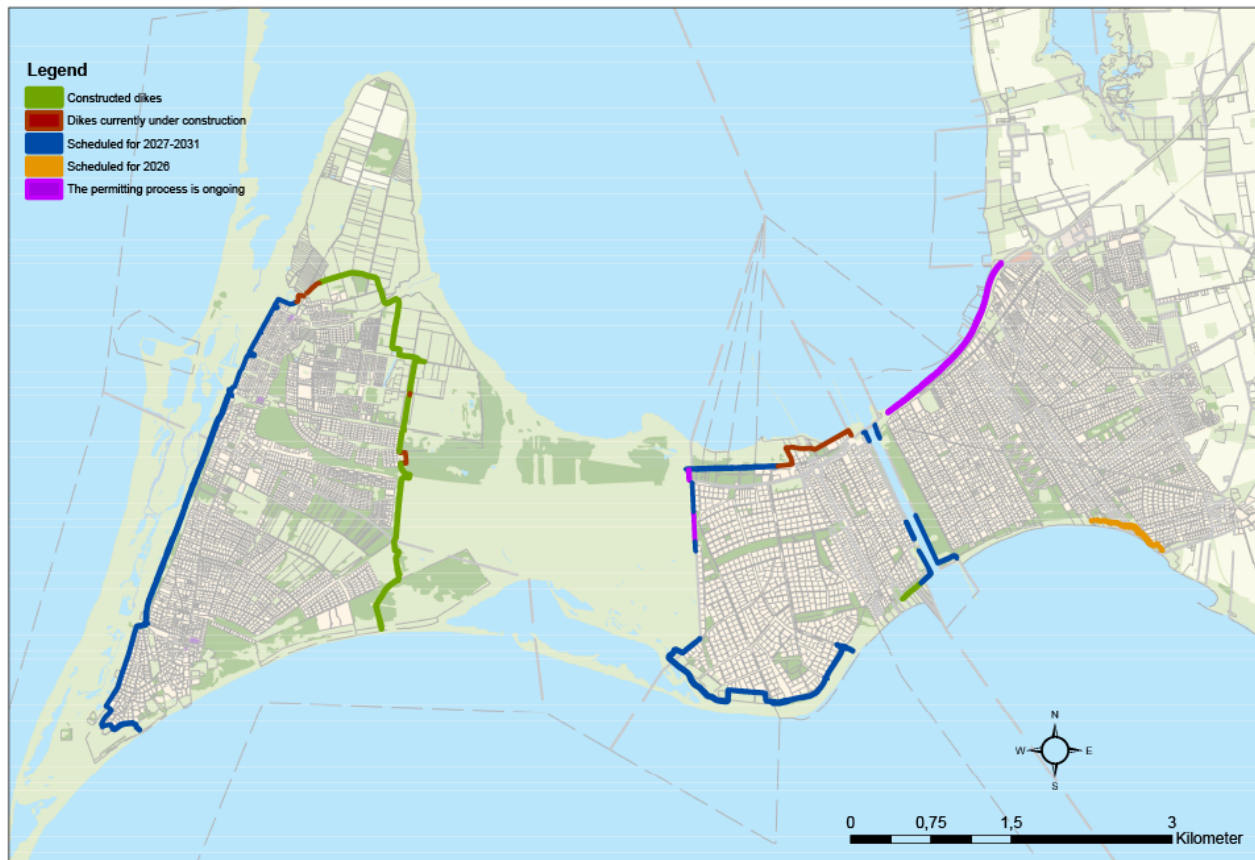 Legend
Constructed dikes
Dikes currently under construction
Scheduled for 2027-2031
Scheduled for 2026
The permitting process is ongoing
N
W E
S
0 0,75 1,5 3
Kilometer